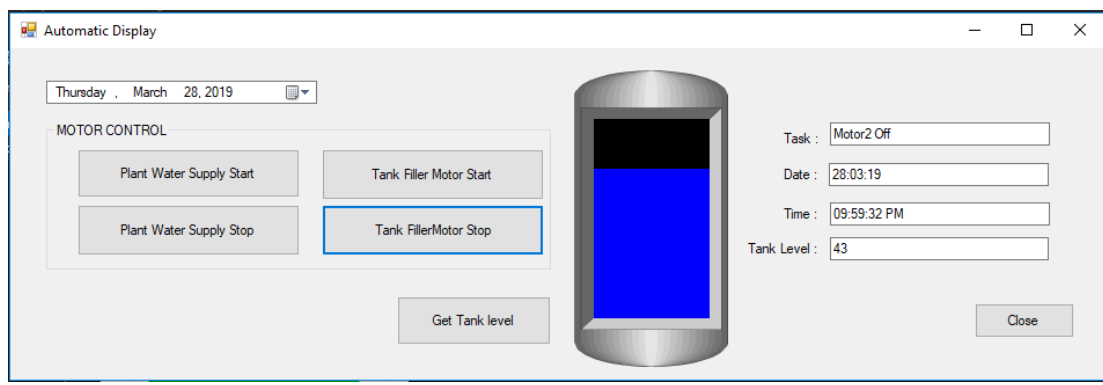 Automatic Display
Thursday , March 28, 2019
MOTOR CONTROL
Plant Water Supply Start
Tank Filler Motor Start
Plant Water Supply Stop
Tank FillerMotor Stop
Get Tank level
Task : Motor2 Off
Date : 28:03:19
Time : 09:59:32 PM
Tank Level : 43
Close